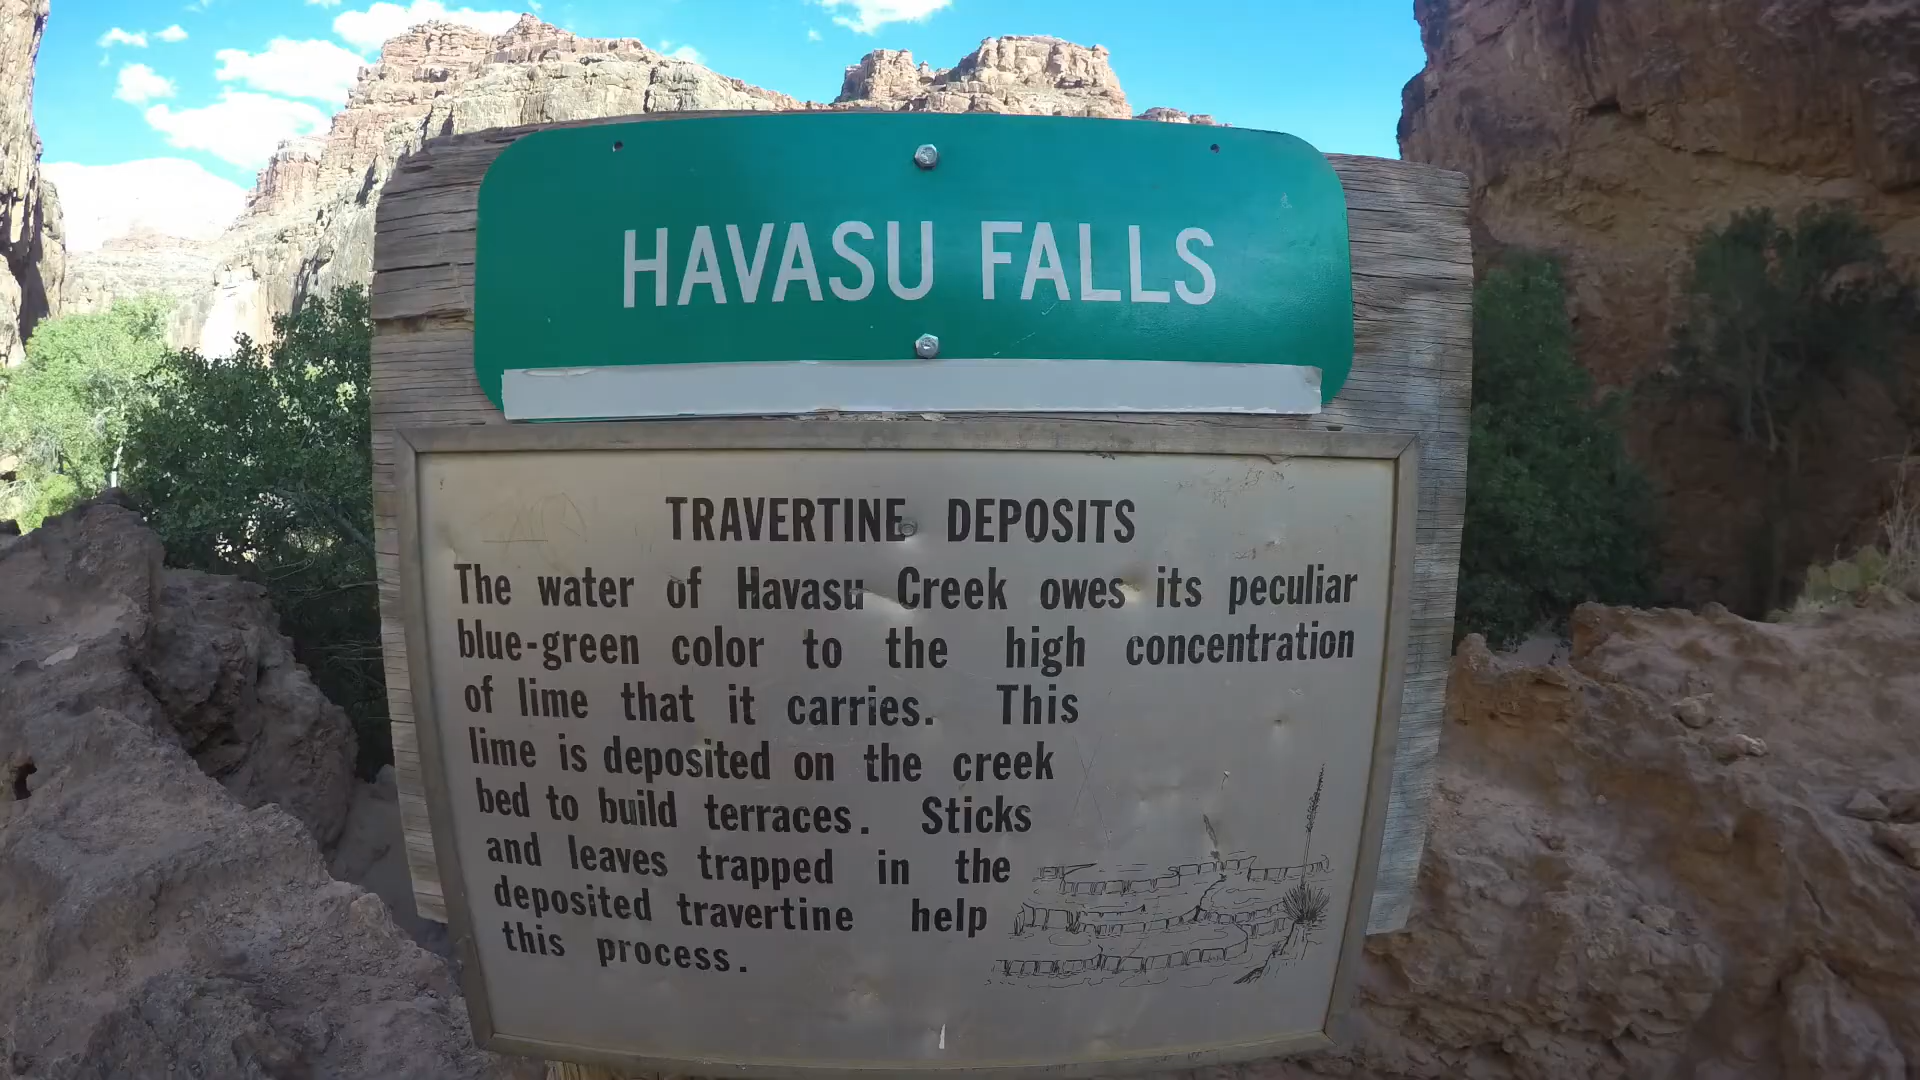 HAVASU FALLS
TRAVERTINE DEPOSITS
The water of Havasu Creek owes its peculiar
blue-green color to the high concentration
of lime that it carries. This
lime is deposited on the creek
bed to build terraces. Sticks
and leaves trapped in the
deposited travertine help
this process.